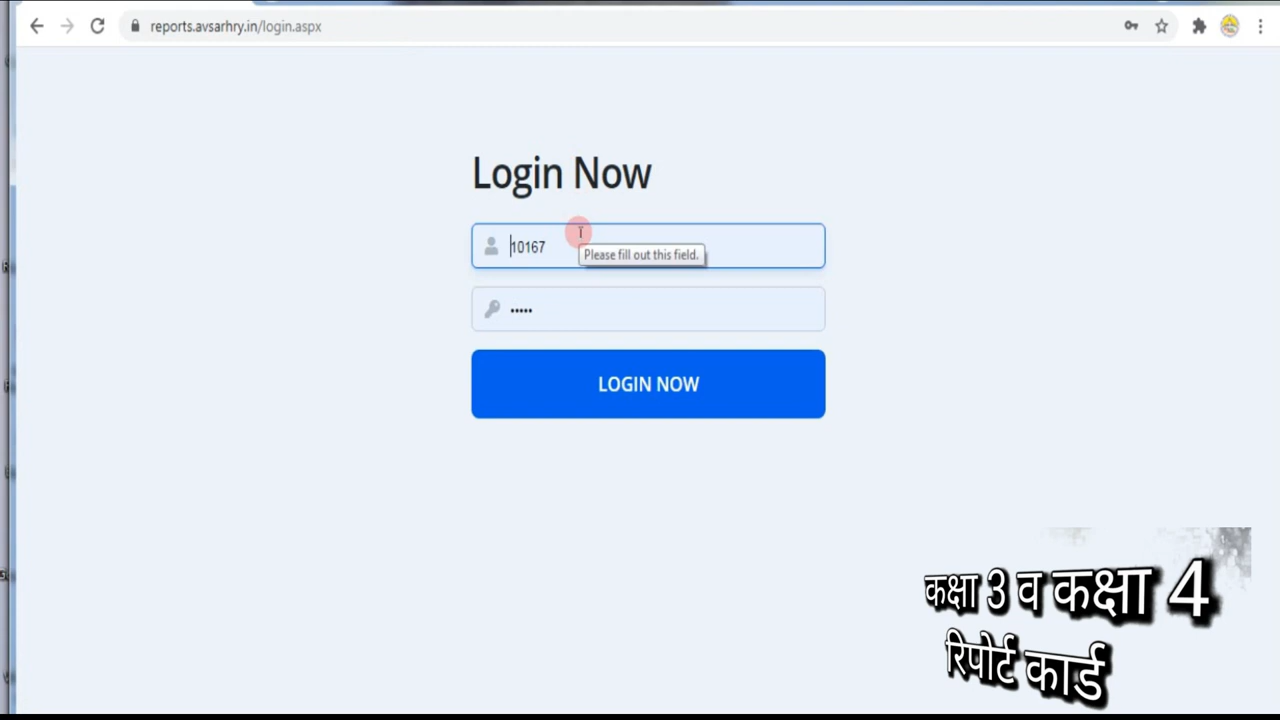 reports.avsarhry.in/login.aspx
Login Now
10167
Please fill out this field.
•••••
LOGIN NOW
कक्षा 3 व कक्षा 4
रिपोर्ट कार्ड